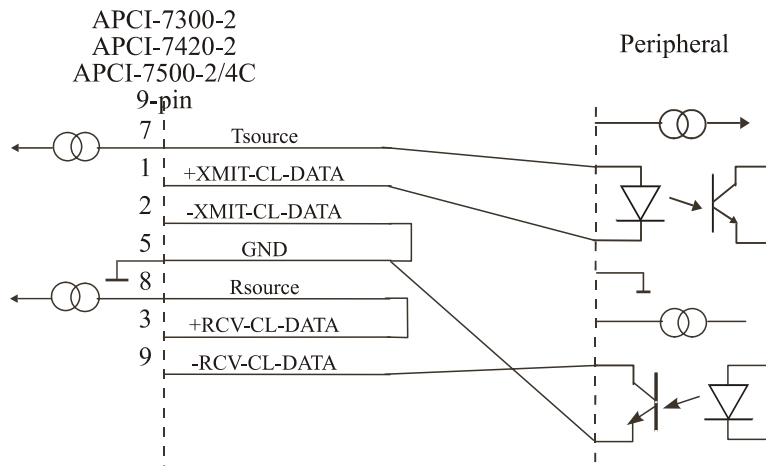 APCI-7300-2
APCI-7420-2
APCI-7500-2/4C
9-pin
Peripheral
7 Tsource
1 +XMIT-CL-DATA
2 -XMIT-CL-DATA
5 GND
8 Rsource
3 +RCV-CL-DATA
9 -RCV-CL-DATA